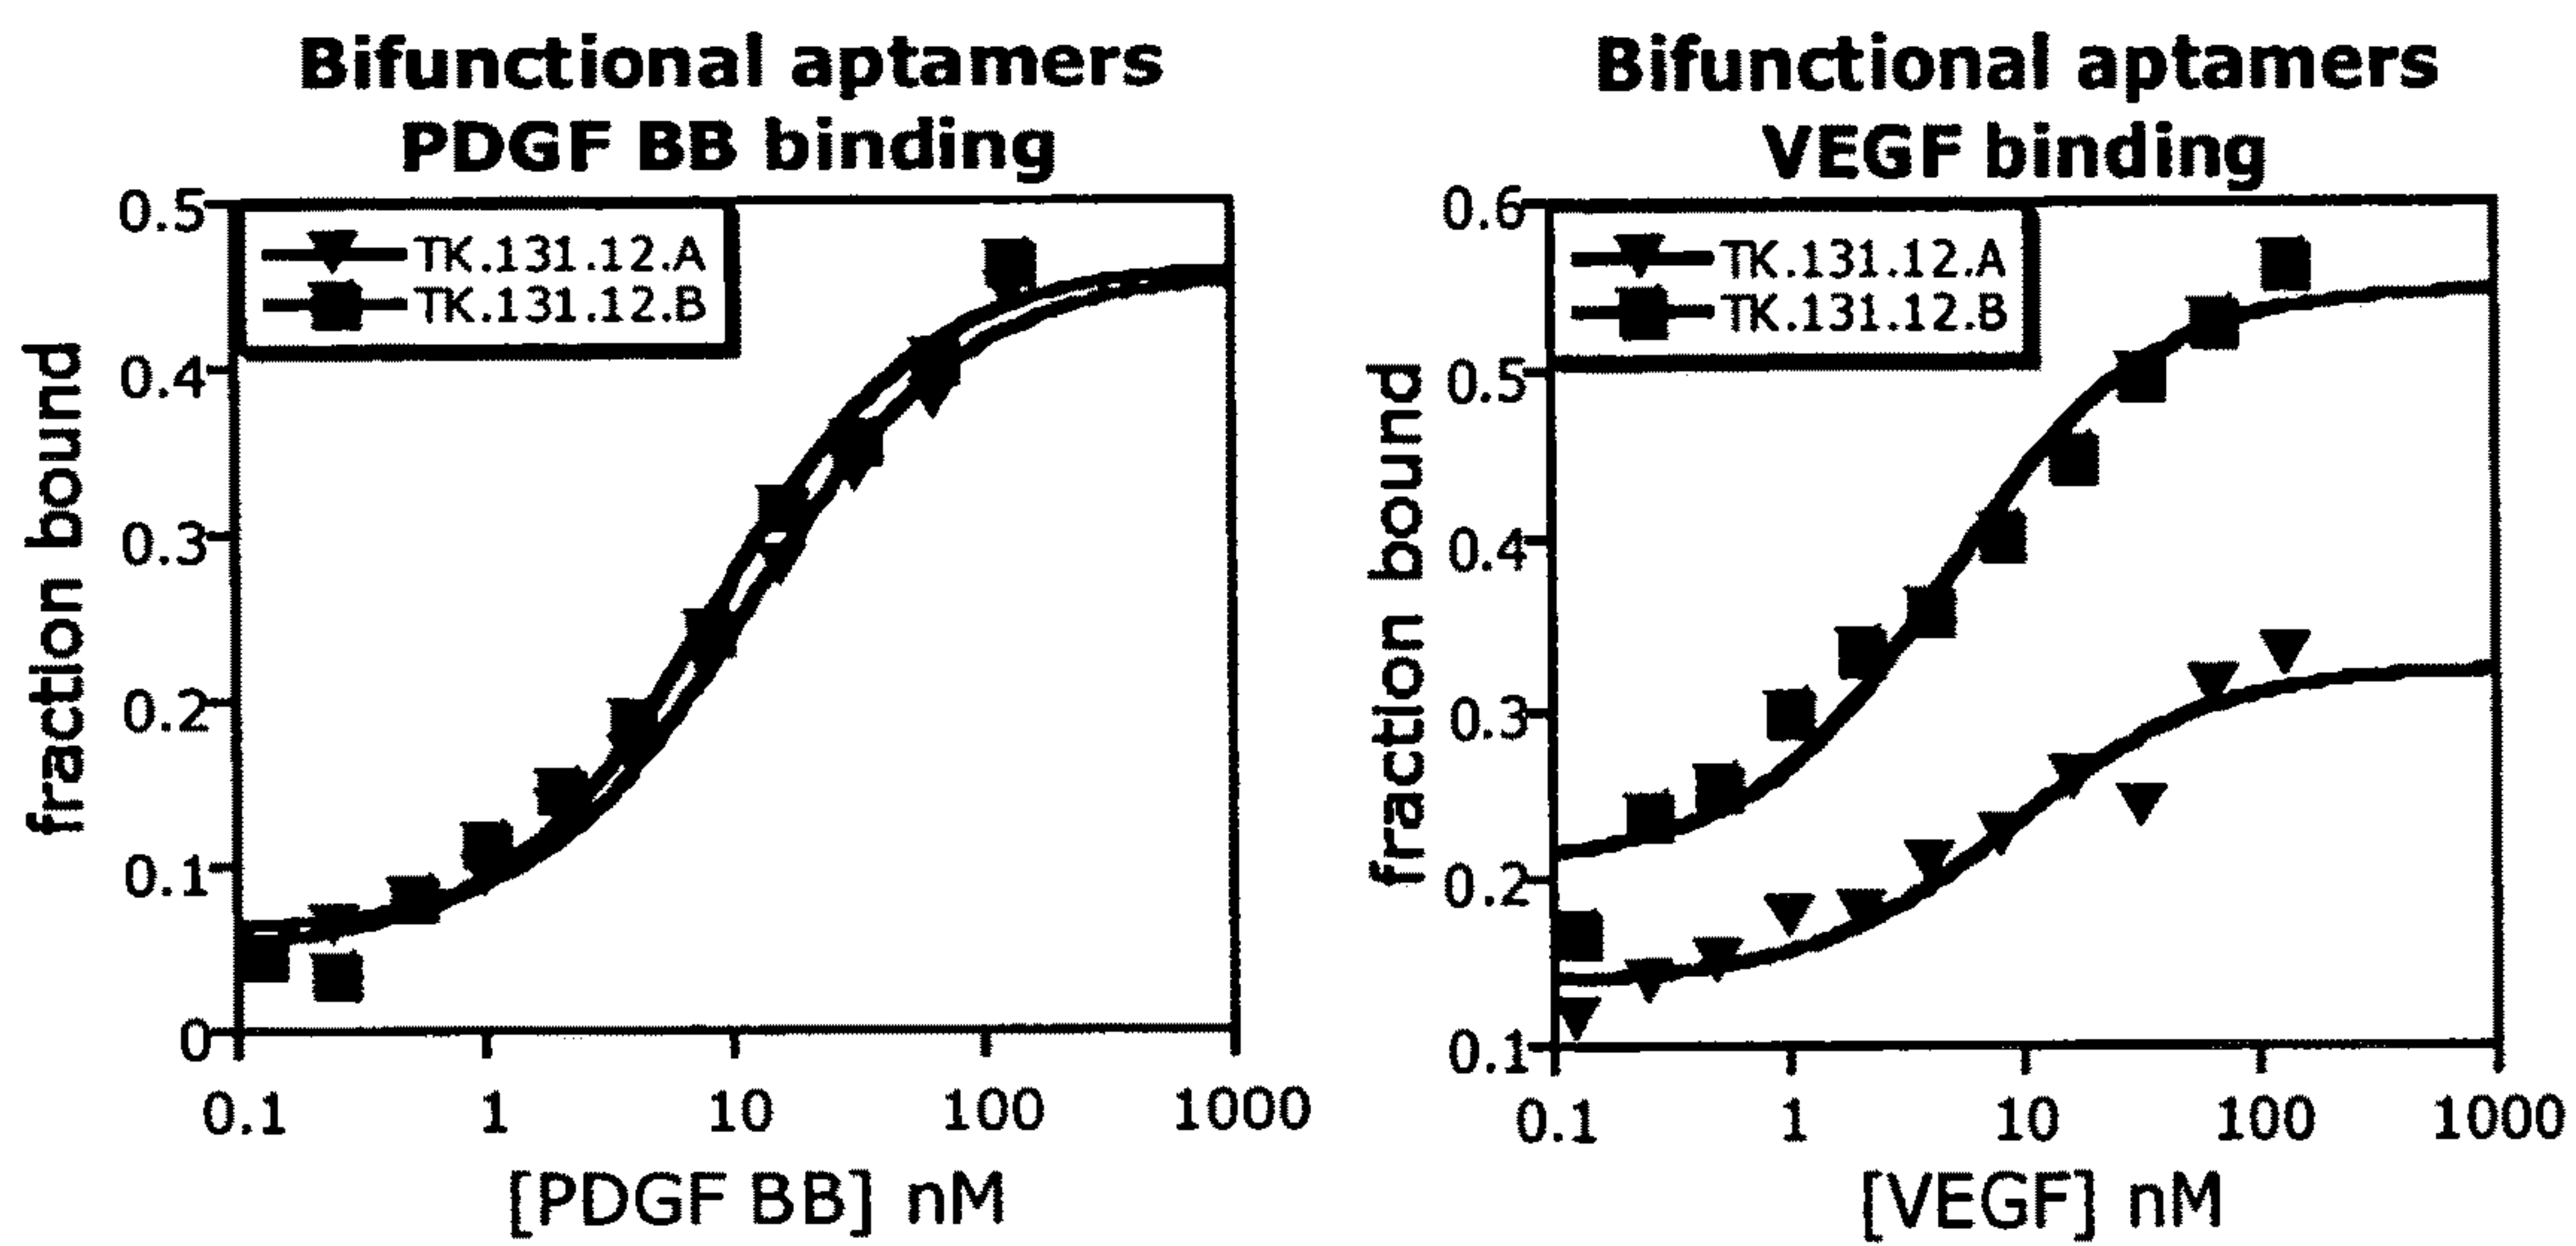 Bifunctional aptamers
PDGF BB binding
0.5
0.4
0.3
0.2
0.1
0
TK.131.12.A
TK.131.12.B
fraction bound
0.1 1 10 100 1000
[PDGF BB] nM
Bifunctional aptamers
VEGF binding
0.6
0.5
0.4
0.3
0.2
0.1
TK.131.12.A
TK.131.12.B
fraction bound
0.1 1 10 100 1000
[VEGF] nM